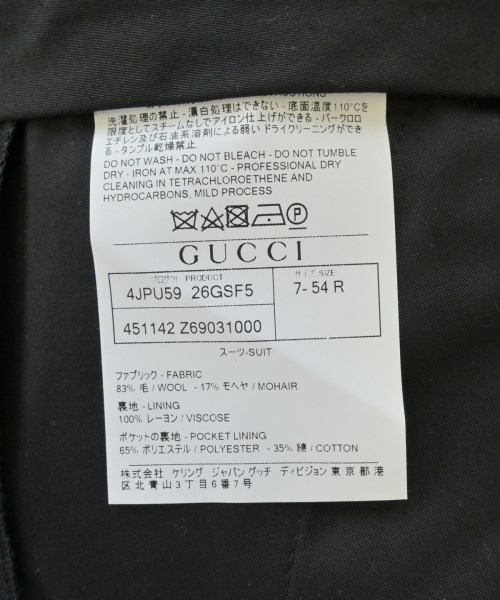 洗濯処理の禁止 - 漂白処理はできない - 底面温度110℃を
限度としてスチームなしでアイロン仕上げができる - パークロロ
エチレン及び石油系溶剤による弱い ドライクリーニングができ
る - タンブル乾燥禁止
DO NOT WASH - DO NOT BLEACH - DO NOT TUMBLE
DRY - IRON AT MAX 110°C - PROFESSIONAL DRY
CLEANING IN TETRACHLOROETHENE AND
HYDROCARBONS, MILD PROCESS
P
GUCCI
プロダクト PRODUCT サイズ SIZE
4JPU59 26GSF5 7- 54 R
451142 Z69031000
スーツ-SUIT
ファブリック - FABRIC
83% 毛 / WOOL - 17% モヘヤ / MOHAIR
裏地 - LINING
100% レーヨン / VISCOSE
ポケットの裏地 - POCKET LINING
65% ポリエステル / POLYESTER - 35% 綿 / COTTON
株式会社 ケリング ジャパン グッチ ディビジョン 東京都港
区北青山3丁目6番7号